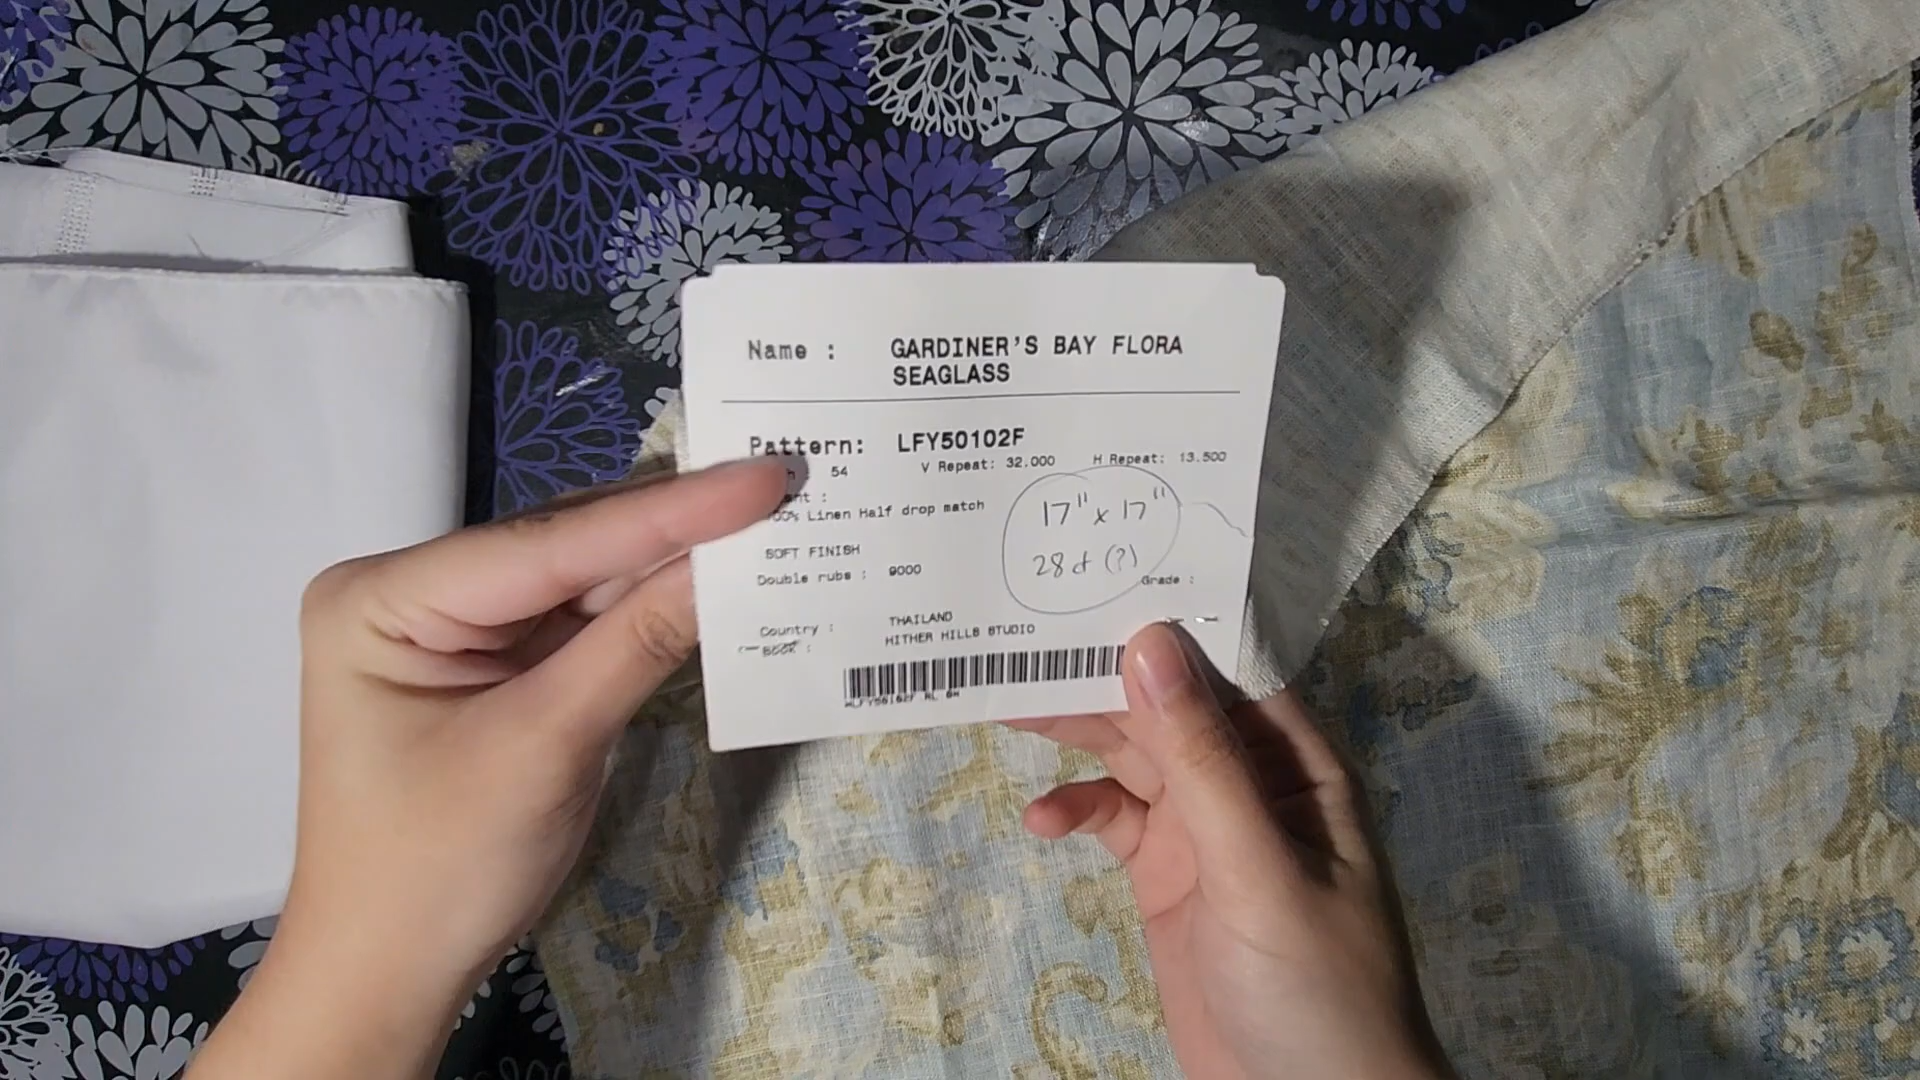 Name : GARDINER'S BAY FLORA
SEAGLASS
Pattern: LFY50102F
54 V Repeat: 32.000 H Repeat: 13.500
Linen Half drop match
17" x 17"
28 ct (?)
SOFT FINISH
Double rubs : 9000
Grade :
Country : THAILAND
Book : HITHER HILLS STUDIO